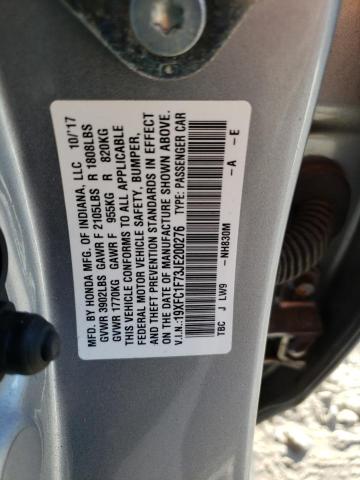 MFD. BY HONDA MFG. OF INDIANA, LLC 10/'17
GVWR 3902LBS GAWR F 2105LBS R 1808LBS
GVWR 1770KG GAWR F 955KG R 820KG
THIS VEHICLE CONFORMS TO ALL APPLICABLE
FEDERAL MOTOR VEHICLE SAFETY, BUMPER,
AND THEFT PREVENTION STANDARDS IN EFFECT
ON THE DATE OF MANUFACTURE SHOWN ABOVE.
V.I.N.:19XFC1F73JE200276 TYPE: PASSENGER CAR
-NH830M -A -E
TBC J LW9